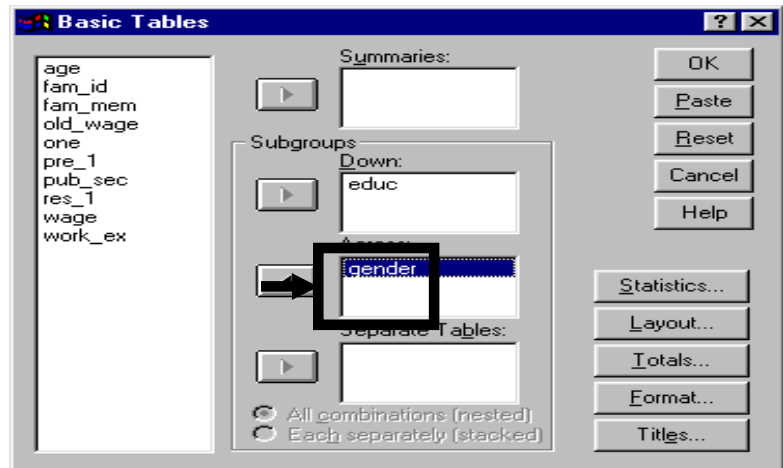 Basic Tables
age
fam_id
fam_mem
old_wage
one
pre_1
pub_sec
res_1
wage
work_ex
Summaries:
Subgroups
Down:
educ
gender
Separate Tables:
All combinations (nested)
Each separately (stacked)
OK
Paste
Reset
Cancel
Help
Statistics...
Layout...
Totals...
Format...
Titles...